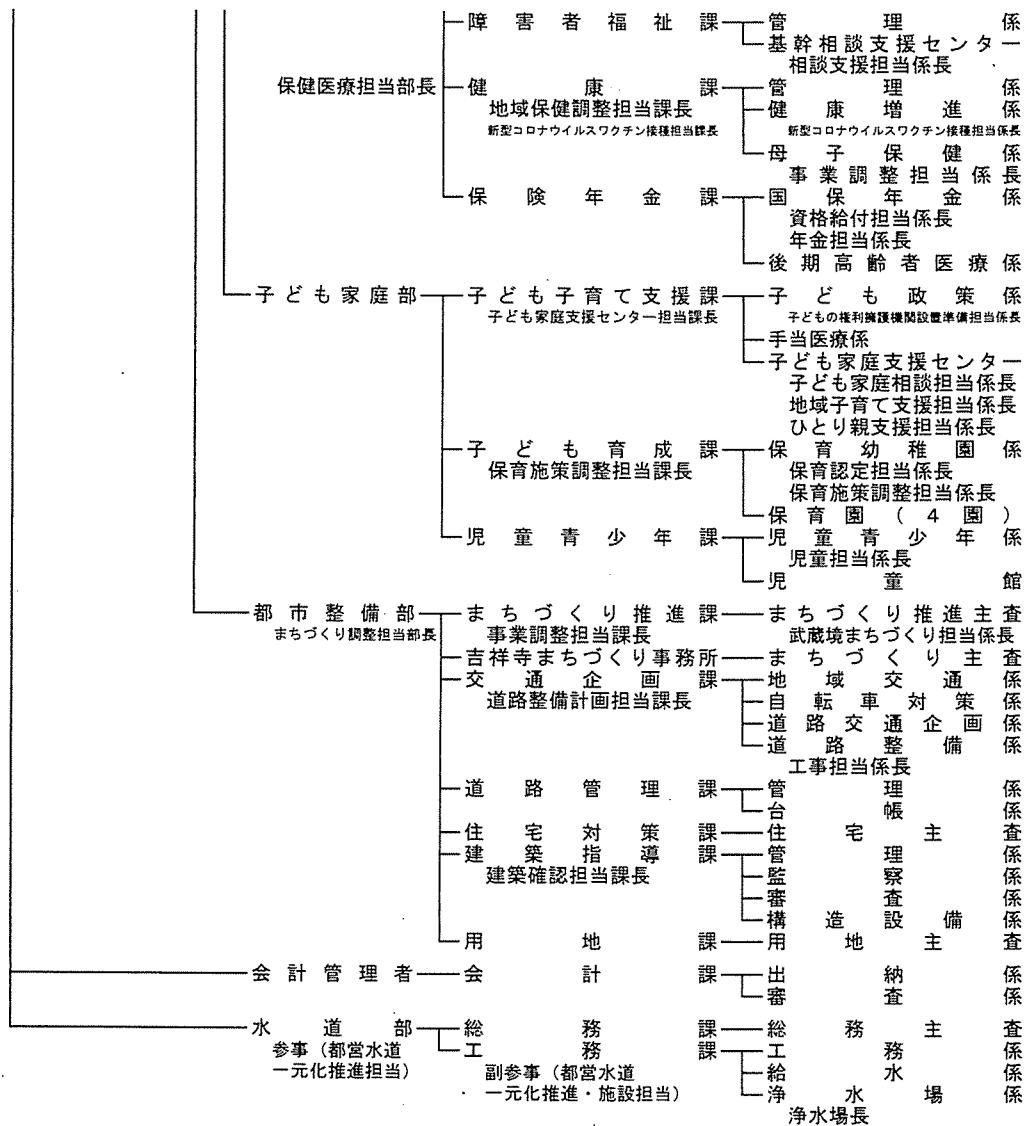 障害者福祉課 管理係
基幹相談支援センター
相談支援担当係長
保健医療担当部長 健康課 管理係
地域保健調整担当課長 健康増進係
新型コロナウイルスワクチン接種担当課長 新型コロナウイルスワクチン接種担当係長
母子保健係
事業調整担当係長
保険年金課 国保年金係
資格給付担当係長
年金担当係長
後期高齢者医療係
子ども家庭部 子ども子育て支援課 子ども政策係
子ども家庭支援センター担当課長 子どもの権利擁護機関設置準備担当係長
手当医療係
子ども家庭支援センター
子ども家庭相談担当係長
地域子育て支援担当係長
ひとり親支援担当係長
子ども育成課 保育幼稚園係
保育施策調整担当課長 保育認定担当係長
保育施策調整担当係長
保育園(4園)
児童青少年課 児童青少年係
児童担当係長
児童館
都市整備部 まちづくり推進課 まちづくり推進主査
まちづくり調整担当部長 事業調整担当課長 武蔵境まちづくり担当係長
吉祥寺まちづくり事務所 まちづくり主査
交通企画課 地域交通係
道路整備計画担当課長 自転車対策係
道路交通企画係
道路整備係
工事担当係長
道路管理課 管理係
台帳係
住宅対策課 住宅主査
建築指導課 管理係
建築確認担当課長 監察係
審査係
構造設備係
用地課 用地主査
会計管理者 会計課 出納係
審査係
水道部 総務課 総務主査
参事(都営水道 工務課 工務係
一元化推進担当) 副参事(都営水道 給水係
一元化推進・施設担当) 浄水場係
浄水場長